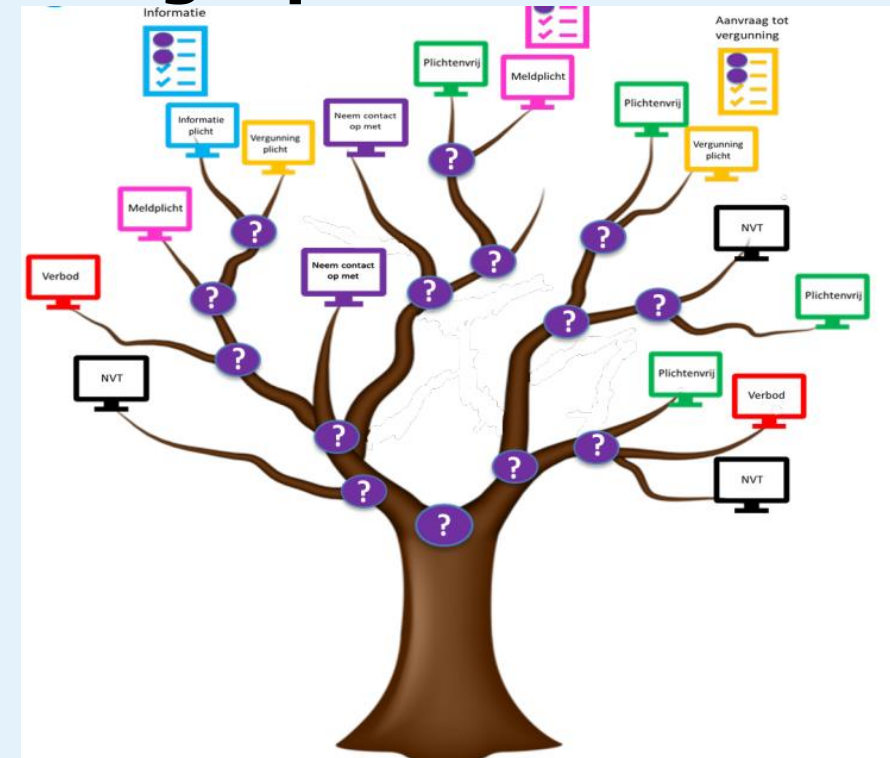 Informatie
Aanvraag tot
vergunning
Plichtenvrij
Meldplicht
Informatie
plicht
Vergunning
plicht
Neem contact
op met
Plichtenvrij
Vergunning
plicht
Meldplicht
NVT
Verbod
Neem contact
op met
Plichtenvrij
NVT
Plichtenvrij
Verbod
NVT
?
?
?
?
?
?
?
?
?
?
?
?
?
?